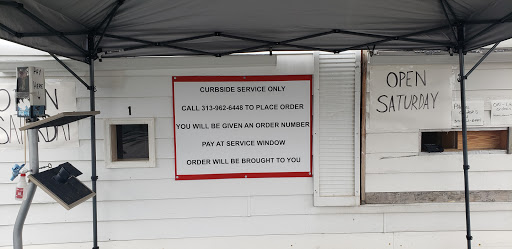 OPEN
SATURDAY
1
CURBSIDE SERVICE ONLY
CALL 313-962-6448 TO PLACE ORDER
YOU WILL BE GIVEN AN ORDER NUMBER
PAY AT SERVICE WINDOW
ORDER WILL BE BROUGHT TO YOU
OPEN